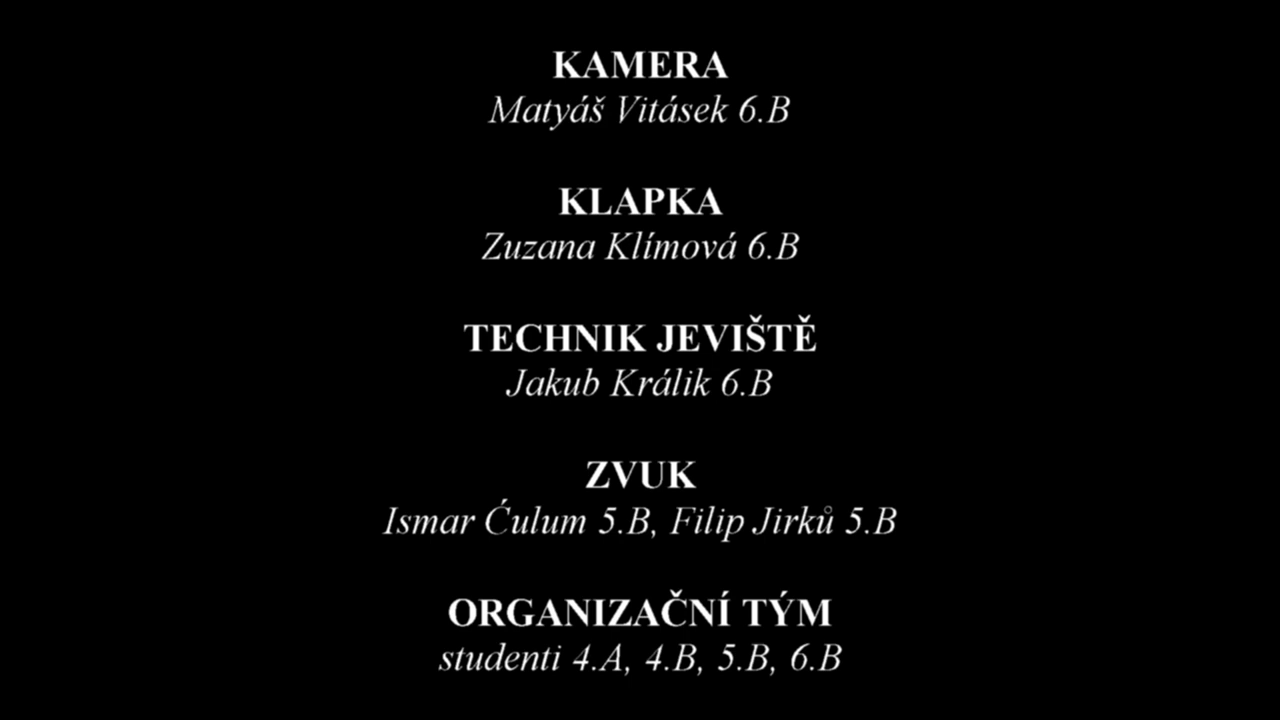 KAMERA
Matyáš Vitásek 6.B
KLAPKA
Zuzana Klímová 6.B
TECHNIK JEVIŠTĚ
Jakub Králik 6.B
ZVUK
Ismar Ćulum 5.B, Filip Jirků 5.B
ORGANIZAČNÍ TÝM
studenti 4.A, 4.B, 5.B, 6.B